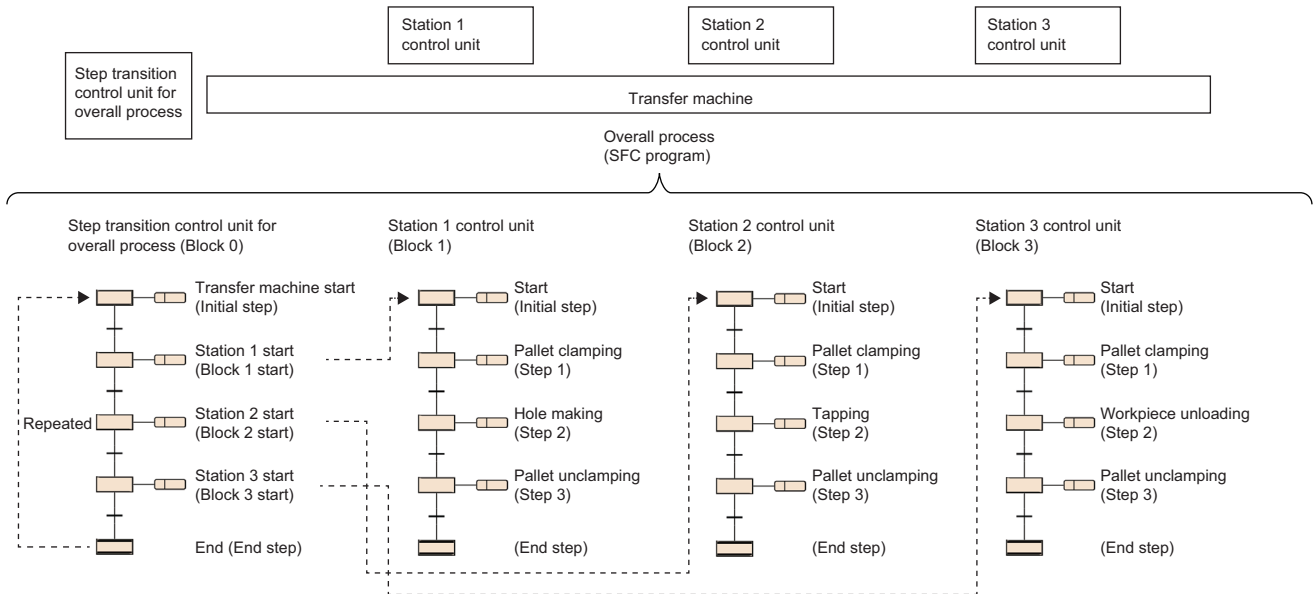 Station 1
control unit
Station 2
control unit
Station 3
control unit
Step transition
control unit for
overall process
Transfer machine
Overall process
(SFC program)
Step transition control unit for
overall process (Block 0)
Transfer machine start
(Initial step)
Station 1 start
(Block 1 start)
Repeated
Station 2 start
(Block 2 start)
Station 3 start
(Block 3 start)
End (End step)
Station 1 control unit
(Block 1)
Start
(Initial step)
Pallet clamping
(Step 1)
Hole making
(Step 2)
Pallet unclamping
(Step 3)
(End step)
Station 2 control unit
(Block 2)
Start
(Initial step)
Pallet clamping
(Step 1)
Tapping
(Step 2)
Pallet unclamping
(Step 3)
(End step)
Station 3 control unit
(Block 3)
Start
(Initial step)
Pallet clamping
(Step 1)
Workpiece unloading
(Step 2)
Pallet unclamping
(Step 3)
(End step)